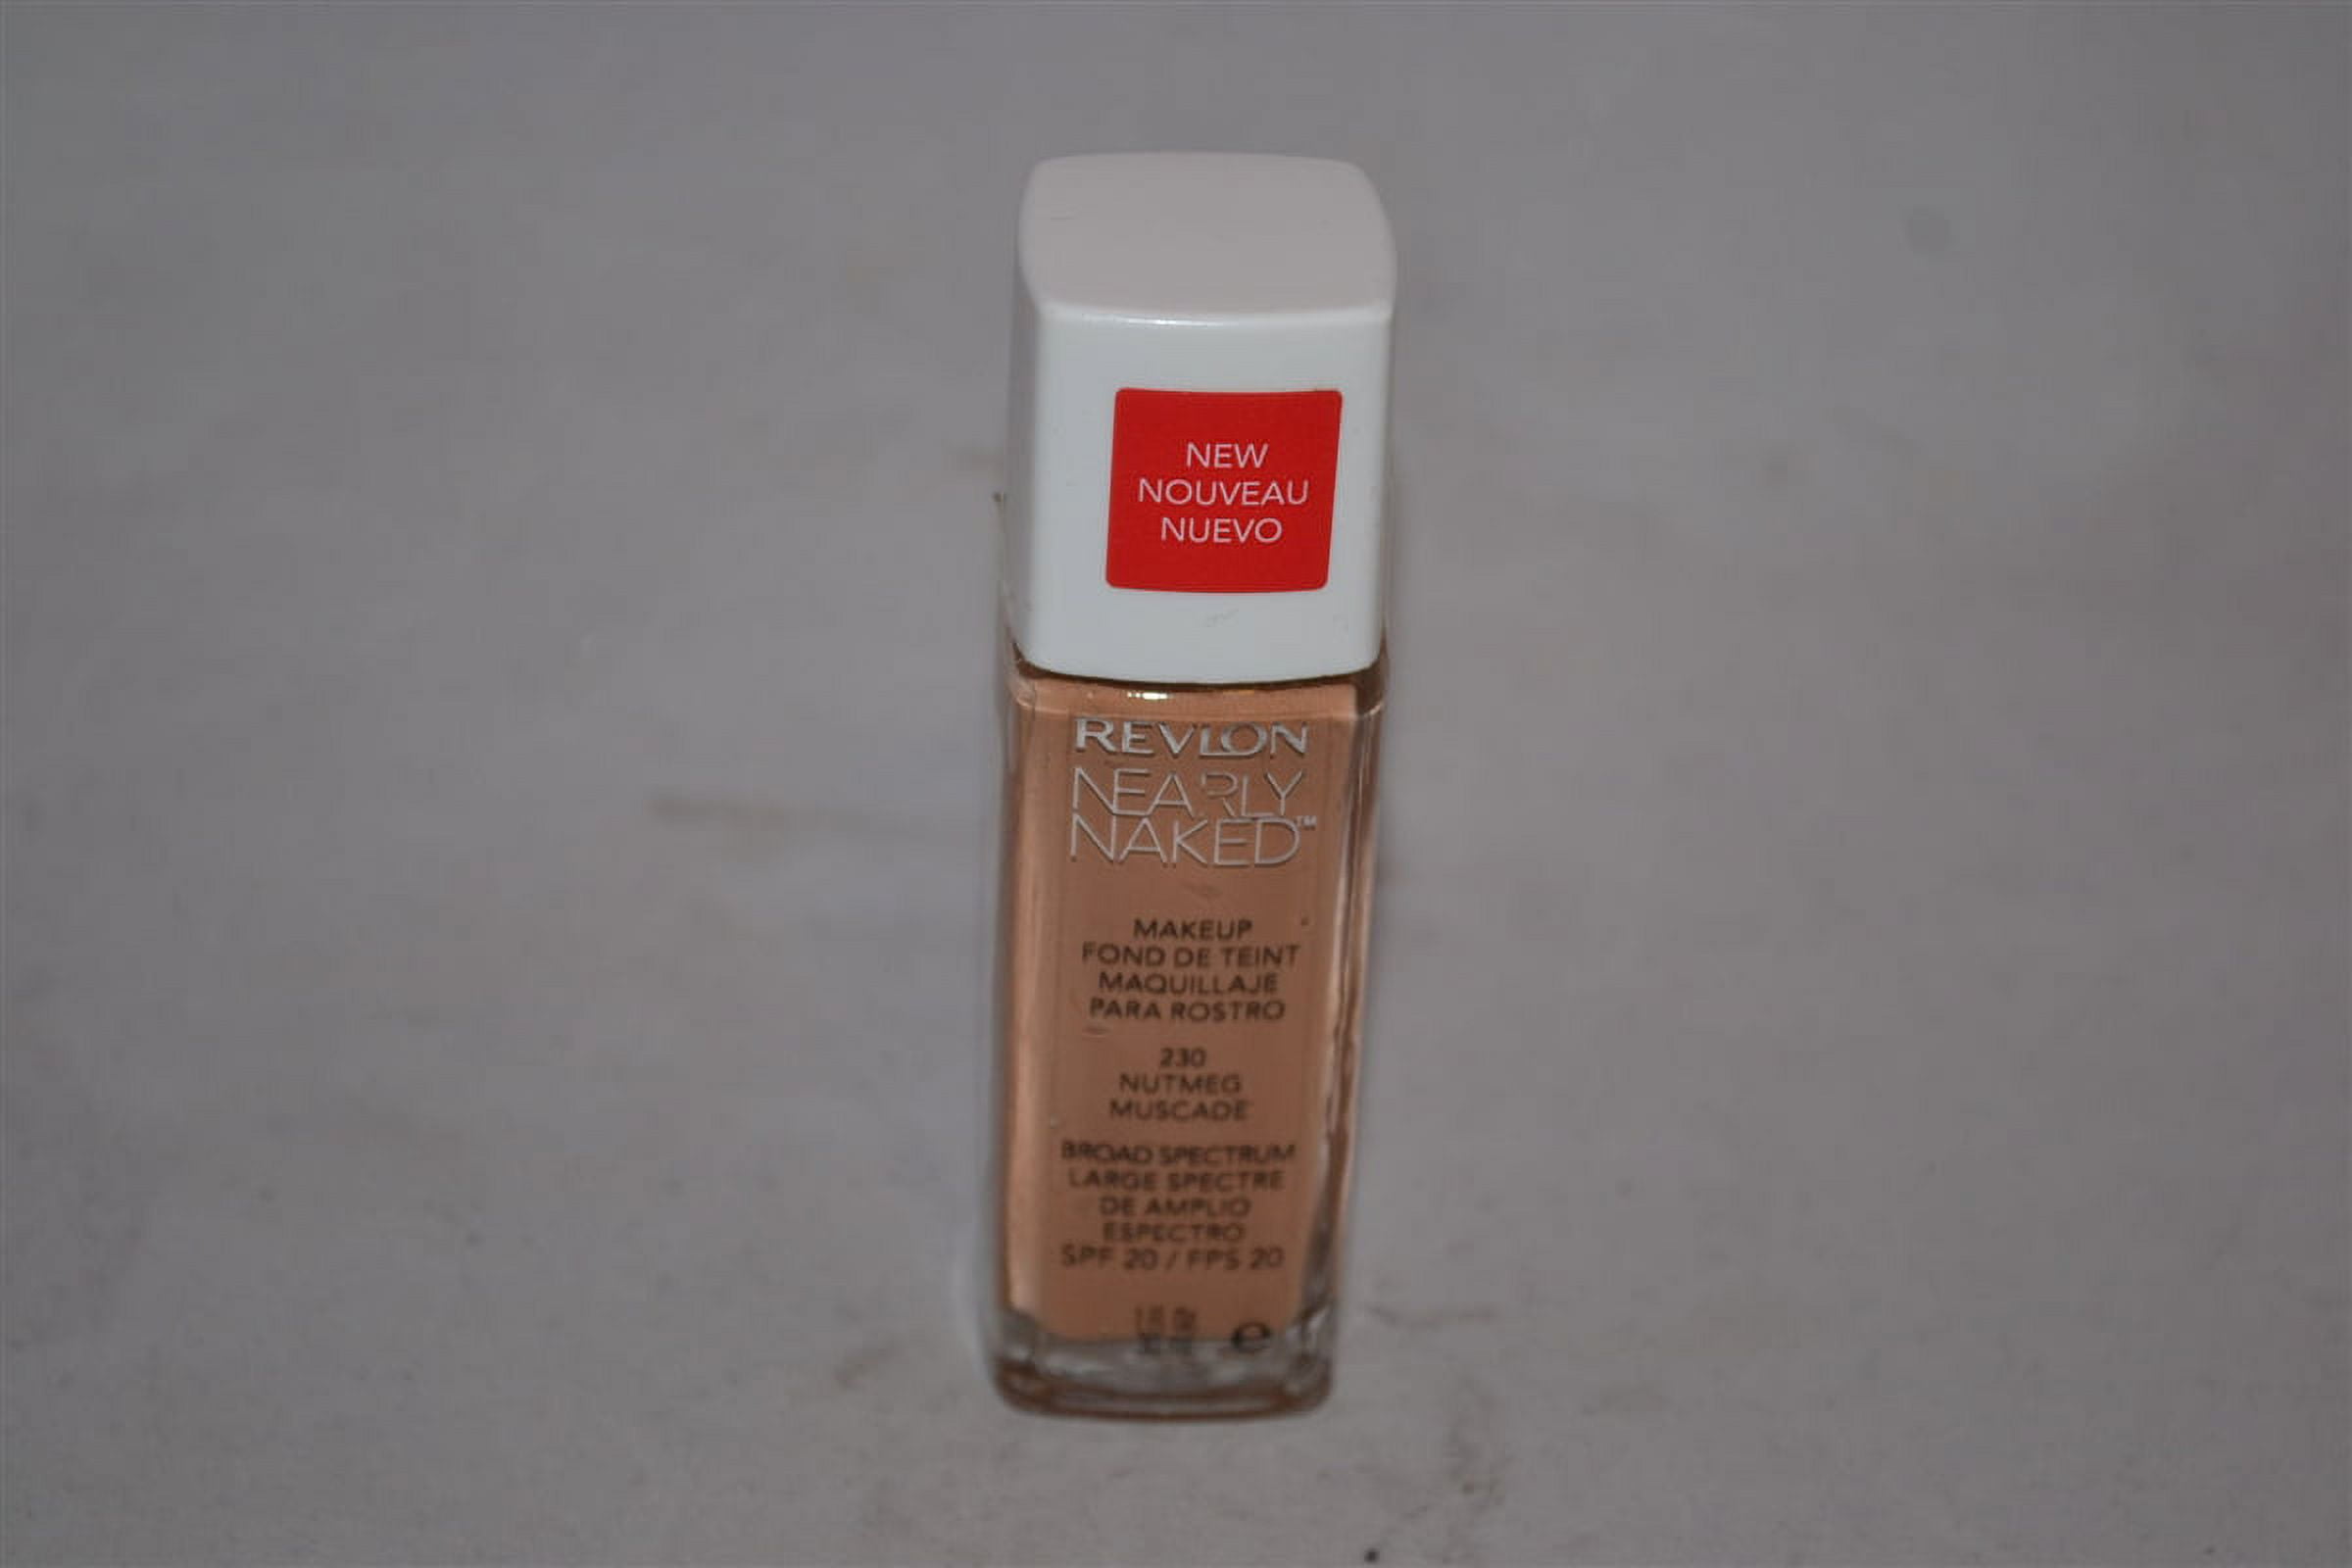 NEW
NOUVEAU
NUEVO
REVLON
NEARLY
NAKED™
MAKEUP
FOND DE TEINT
MAQUILLAJE
PARA ROSTRO
230
NUTMEG
MUSCADE
BROAD SPECTRUM
LARGE SPECTRE
DE AMPLIO
ESPECTRO
SPF 20 / FPS 20
e